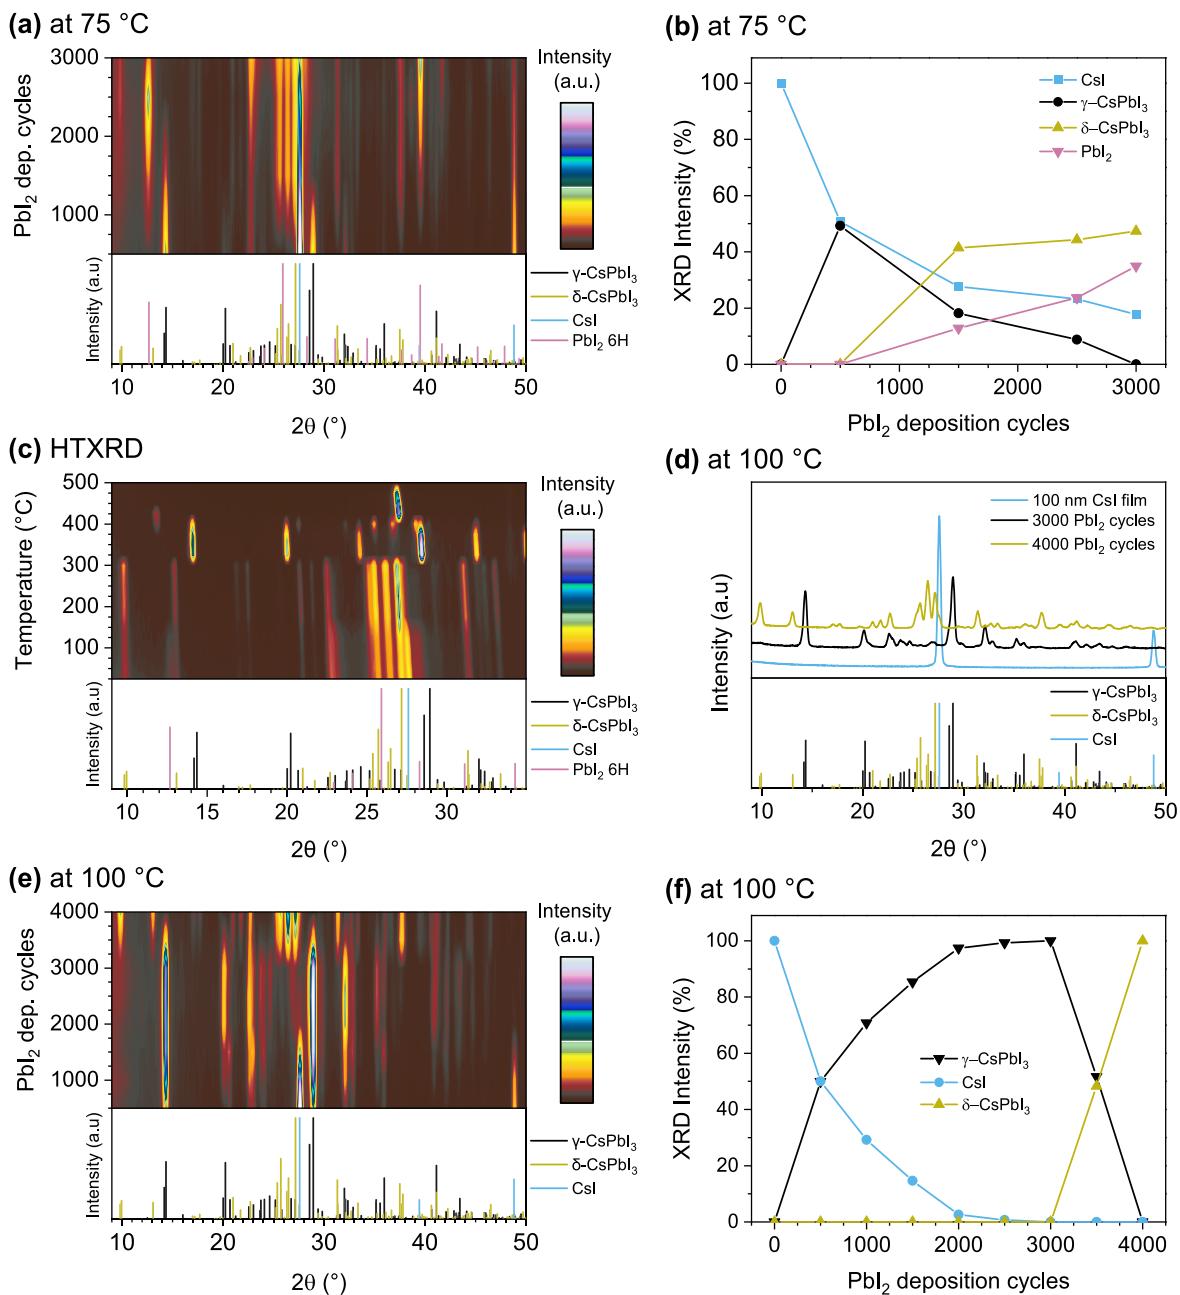 (a) at 75 °C
Intensity
(a.u.)
PbI₂ dep. cycles
3000
2000
1000
Intensity (a.u)
γ-CsPbI₃
δ-CsPbI₃
CsI
PbI₂ 6H
10 20 30 40 50
2θ (°)
(b) at 75 °C
XRD Intensity (%)
100
80
60
40
20
0
CsI
γ–CsPbI₃
δ–CsPbI₃
PbI₂
0 1000 2000 3000
PbI₂ deposition cycles
(c) HTXRD
Intensity
(a.u.)
Temperature (°C)
500
400
300
200
100
Intensity (a.u)
γ-CsPbI₃
δ-CsPbI₃
CsI
PbI₂ 6H
10 15 20 25 30
2θ (°)
(d) at 100 °C
Intensity (a.u)
100 nm CsI film
3000 PbI₂ cycles
4000 PbI₂ cycles
γ-CsPbI₃
δ-CsPbI₃
CsI
10 20 30 40 50
2θ (°)
(e) at 100 °C
Intensity
(a.u.)
PbI₂ dep. cycles
4000
3000
2000
1000
Intensity (a.u)
γ-CsPbI₃
δ-CsPbI₃
CsI
10 20 30 40 50
2θ (°)
(f) at 100 °C
XRD Intensity (%)
100
80
60
40
20
0
γ–CsPbI₃
CsI
δ–CsPbI₃
0 1000 2000 3000 4000
PbI₂ deposition cycles